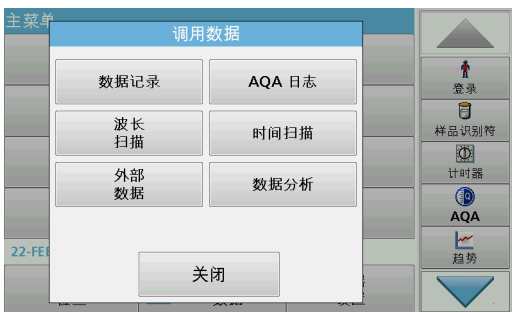 主菜单
调用数据
数据记录
AQA 日志
波长
扫描
时间扫描
外部
数据
数据分析
关闭
22-FE
登录
样品识别符
计时器
AQA
趋势